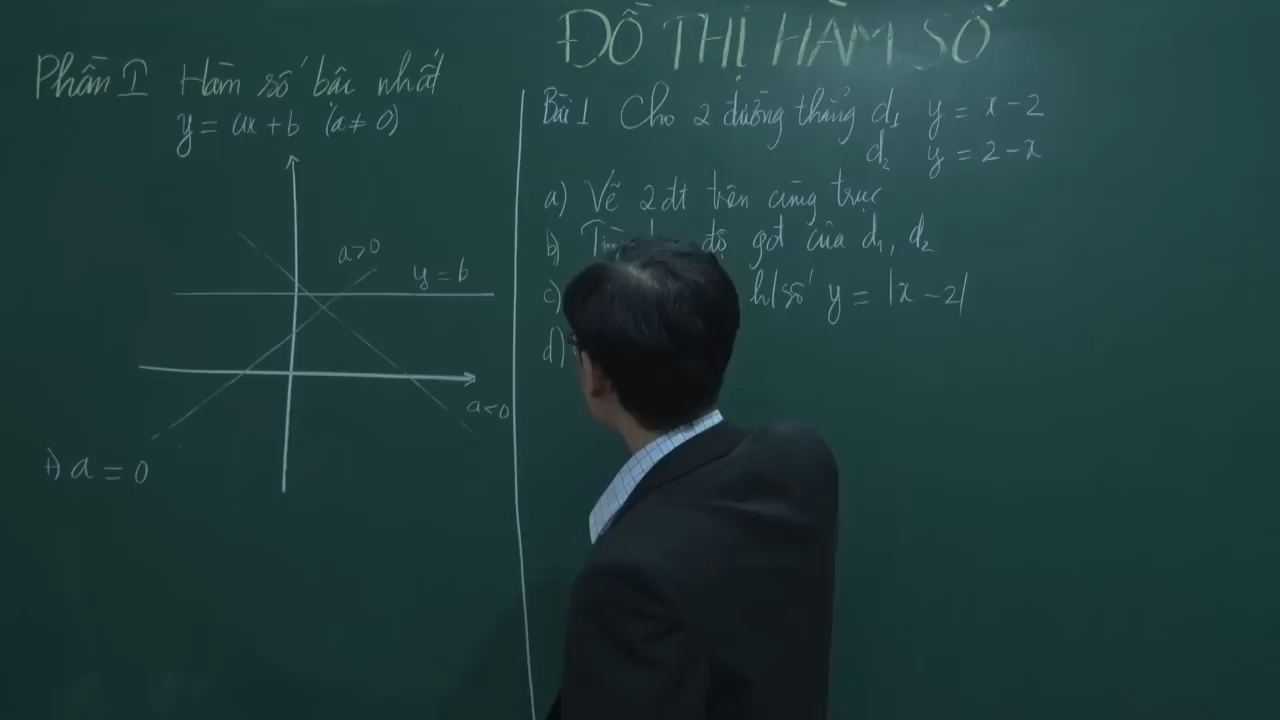 ĐỒ THỊ HÀM SỐ
Phần I Hàm số bậc nhất
y = ax + b (a ≠ 0)
a>0
y = b
a<0
+) a = 0
Bài 1 Cho 2 đường thẳng d₁ y = x - 2
d₂ y = 2 - x
a) Vẽ 2 đt trên cùng trục
b) độ gđ của d₁, d₂
c) h/số y = |x - 2|
d)